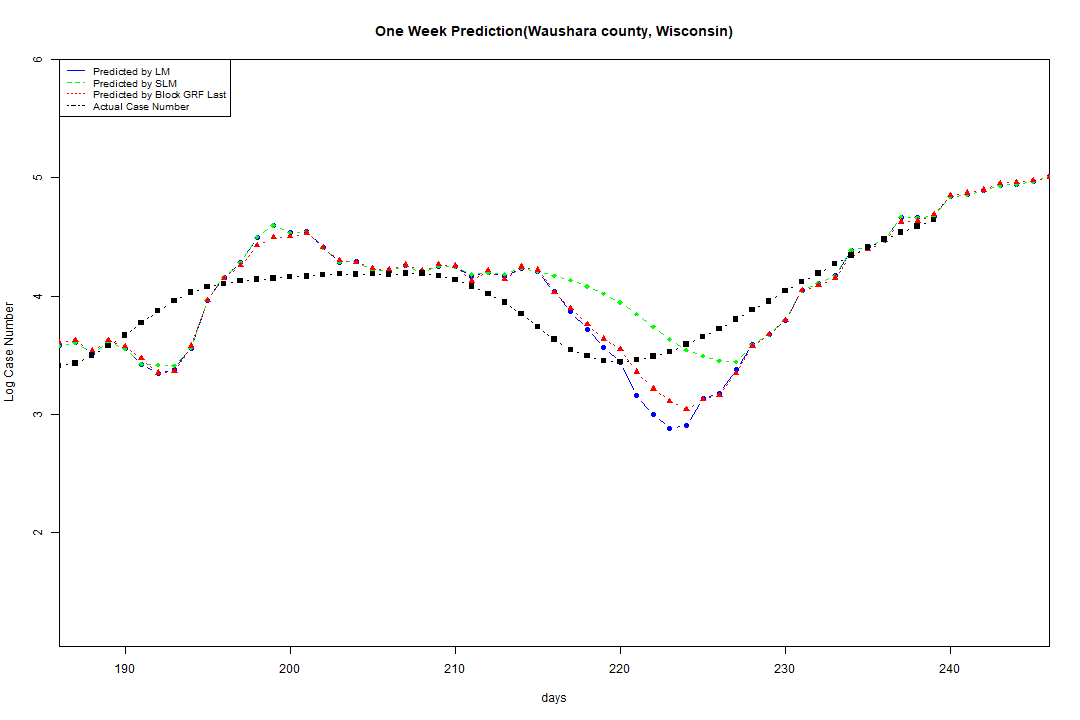 One Week Prediction(Waushara county, Wisconsin)
6
Predicted by LM
Predicted by SLM
Predicted by Block GRF Last
Actual Case Number
5
4
3
2
Log Case Number
190 200 210 220 230 240
days